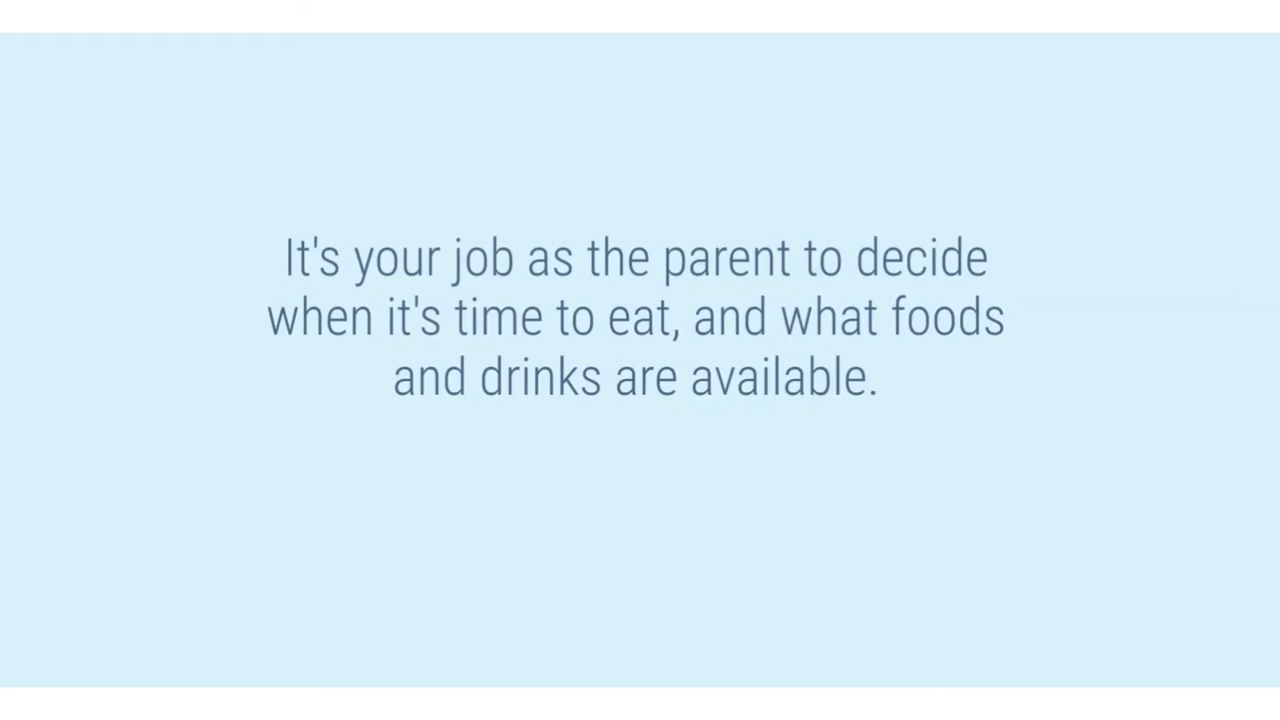 It's your job as the parent to decide
when it's time to eat, and what foods
and drinks are available.